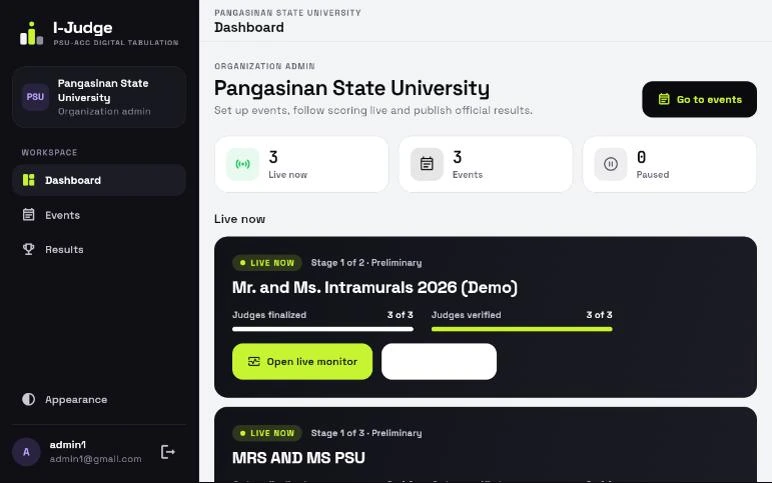 I-Judge
PSU-ACC DIGITAL TABULATION
PSU
Pangasinan State
University
Organization admin
WORKSPACE
Dashboard
Events
Results
Appearance
A
admin1
admin1@gmail.com
PANGASINAN STATE UNIVERSITY
Dashboard
ORGANIZATION ADMIN
Pangasinan State University
Set up events, follow scoring live and publish official results.
Go to events
3
Live now
3
Events
0
Paused
Live now
LIVE NOW Stage 1 of 2 · Preliminary
Mr. and Ms. Intramurals 2026 (Demo)
Judges finalized 3 of 3 Judges verified 3 of 3
Open live monitor
LIVE NOW Stage 1 of 3 · Preliminary
MRS AND MS PSU